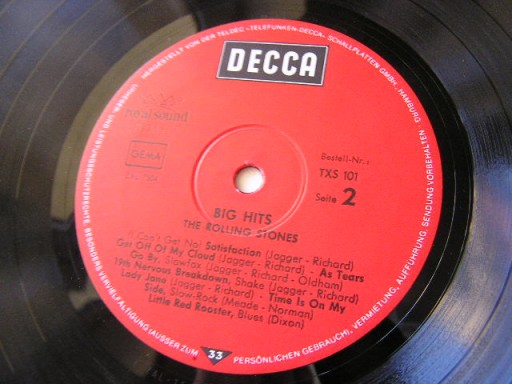 HERGESTELLT VON DER TELDEC »TELEFUNKEN-DECCA« SCHALLPLATTEN GMBH., HAMBURG
DECCA
royal sound
GEMA
Bestell-Nr.:
TXS 101
Seite 2
BIG HITS
THE ROLLING STONES
(I Can't Get No) Satisfaction (Jagger - Richard)
Get Off Of My Cloud (Jagger - Richard) - As Tears
Go By, Slowfox (Jagger - Richard - Oldham)
19th Nervous Breakdown, Shake (Jagger - Richard)
Lady Jane (Jagger - Richard) - Time Is On My
Side, Slow-Rock (Meade - Norman)
Little Red Rooster, Blues (Dixon)
33
URHEBER- UND LEISTUNGSSCHUTZRECHTE, BESONDERS VERVIELFÄLTIGUNG (AUSSER ZUM PERSÖNLICHEN GEBRAUCH), VERMIETUNG, AUFFÜHRUNG, SENDUNG VORBEHALTEN